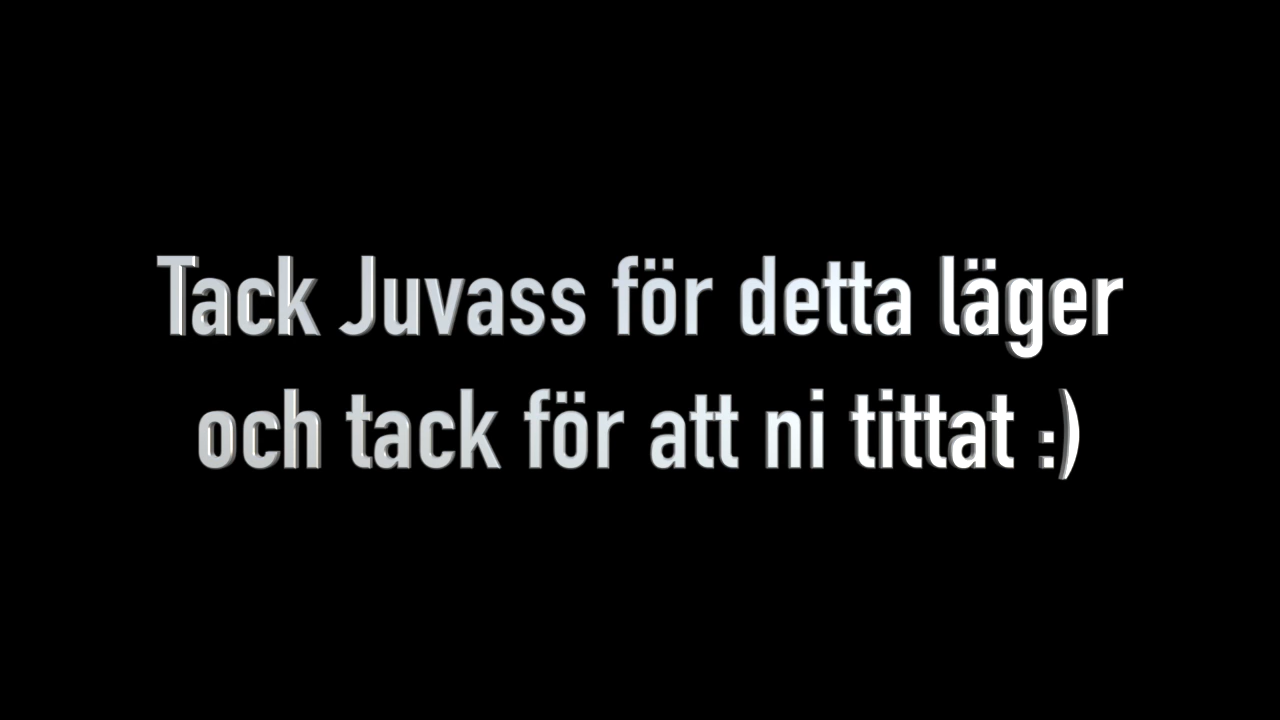 Tack Juvass för detta läger
och tack för att ni tittat :)